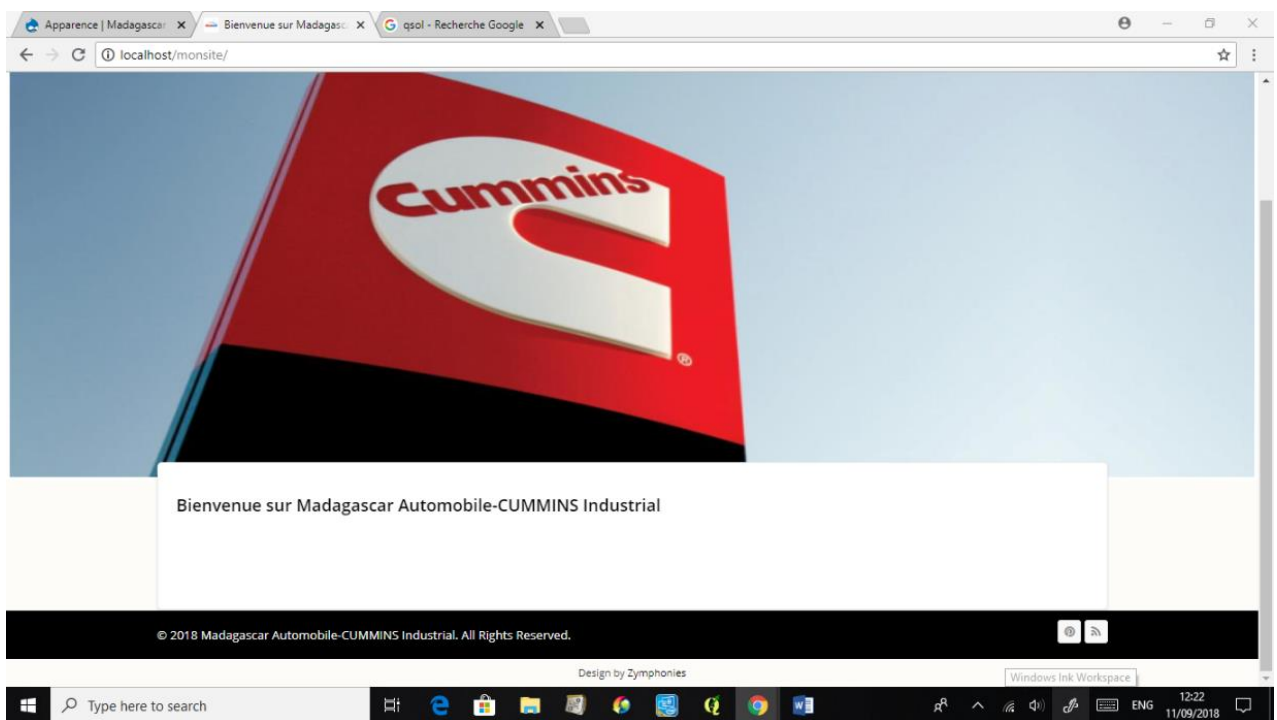 Apparence | Madagascar
Bienvenue sur Madagasc
qsol - Recherche Google
localhost/monsite/
Cummins
®
Bienvenue sur Madagascar Automobile-CUMMINS Industrial
© 2018 Madagascar Automobile-CUMMINS Industrial. All Rights Reserved.
Design by Zymphonies
Windows Ink Workspace
Type here to search
ENG
12:22
11/09/2018